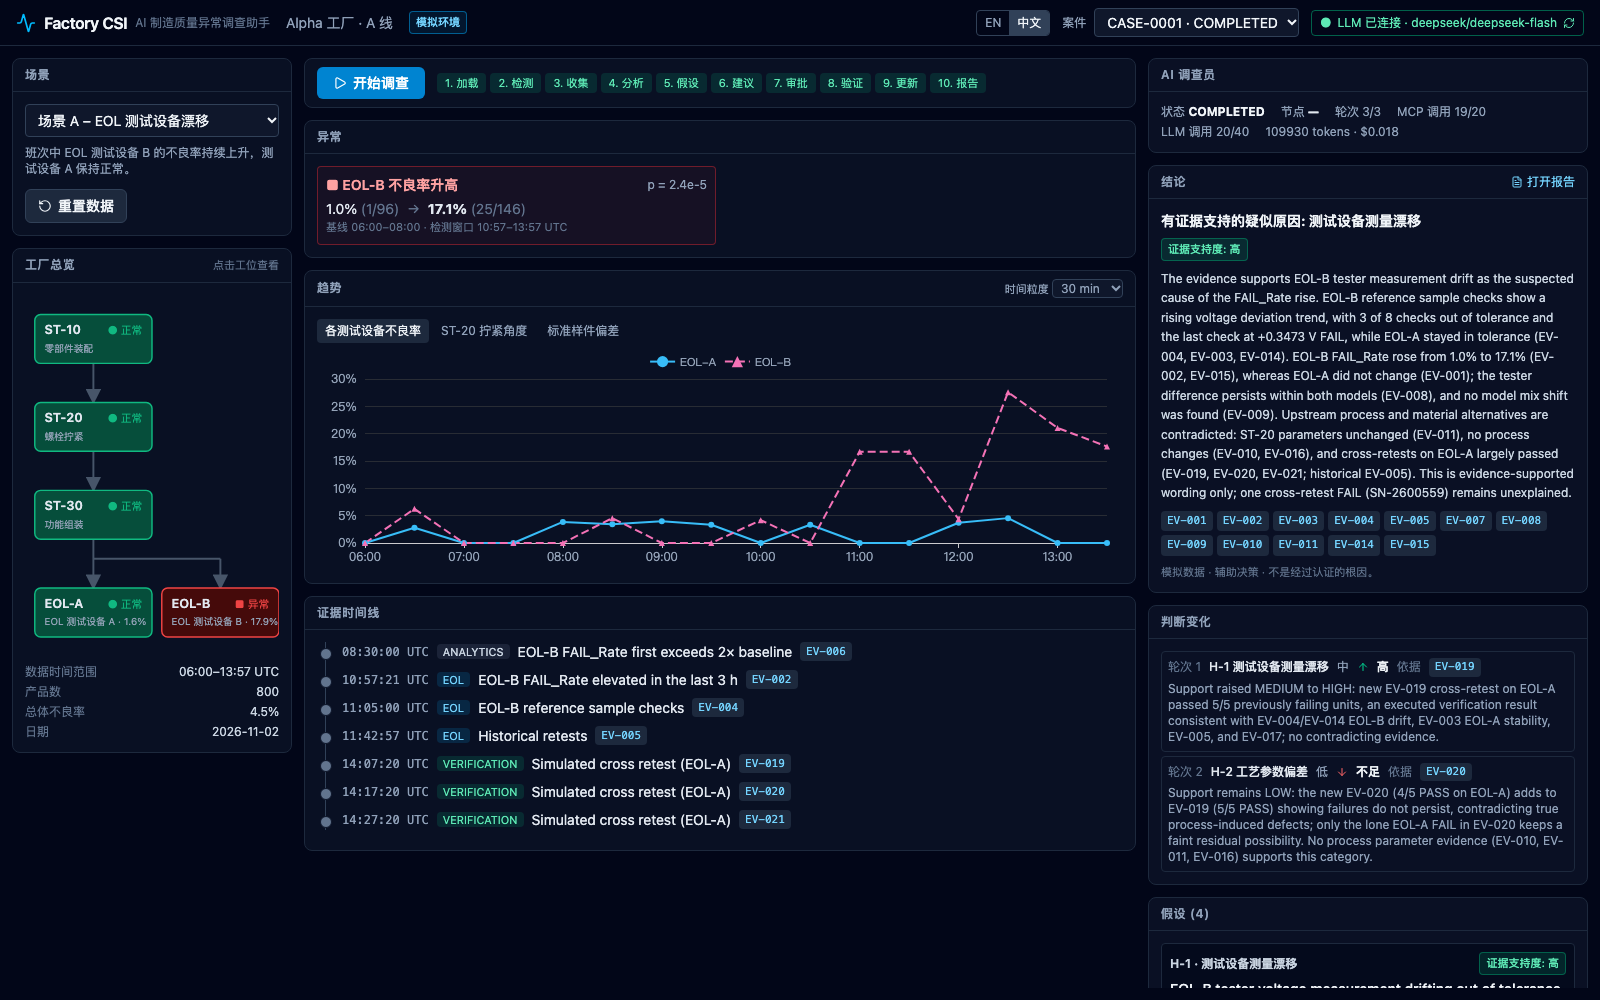 Factory CSI AI 制造质量异常调查助手 Alpha 工厂 · A 线 模拟环境
EN 中文 案件 CASE-0001 · COMPLETED LLM 已连接 · deepseek/deepseek-flash
场景
场景 A – EOL 测试设备漂移
班次中 EOL 测试设备 B 的不良率持续上升，测
试设备 A 保持正常。
重置数据
工厂总览 点击工位查看
ST-10 正常
零部件装配
ST-20 正常
螺栓拧紧
ST-30 正常
功能组装
EOL-A 正常
EOL 测试设备 A · 1.6%
EOL-B 异常
EOL 测试设备 B · 17.9%
数据时间范围 06:00–13:57 UTC
产品数 800
总体不良率 4.5%
日期 2026-11-02
开始调查 1. 加载 2. 检测 3. 收集 4. 分析 5. 假设 6. 建议 7. 审批 8. 验证 9. 更新 10. 报告
异常
EOL-B 不良率升高 p = 2.4e-5
1.0% (1/96) → 17.1% (25/146)
基线 06:00–08:00 · 检测窗口 10:57–13:57 UTC
趋势 时间粒度 30 min
各测试设备不良率 ST-20 拧紧角度 标准样件偏差
EOL-A EOL-B
30%
25%
20%
15%
10%
5%
0%
06:00 07:00 08:00 09:00 10:00 11:00 12:00 13:00
证据时间线
08:30:00 UTC ANALYTICS EOL-B FAIL_Rate first exceeds 2× baseline EV-006
10:57:21 UTC EOL EOL-B FAIL_Rate elevated in the last 3 h EV-002
11:05:00 UTC EOL EOL-B reference sample checks EV-004
11:42:57 UTC EOL Historical retests EV-005
14:07:20 UTC VERIFICATION Simulated cross retest (EOL-A) EV-019
14:17:20 UTC VERIFICATION Simulated cross retest (EOL-A) EV-020
14:27:20 UTC VERIFICATION Simulated cross retest (EOL-A) EV-021
AI 调查员
状态 COMPLETED 节点 — 轮次 3/3 MCP 调用 19/20
LLM 调用 20/40 109930 tokens · $0.018
结论 打开报告
有证据支持的疑似原因: 测试设备测量漂移
证据支持度: 高
The evidence supports EOL-B tester measurement drift as the suspected
cause of the FAIL_Rate rise. EOL-B reference sample checks show a
rising voltage deviation trend, with 3 of 8 checks out of tolerance and
the last check at +0.3473 V FAIL, while EOL-A stayed in tolerance (EV-
004, EV-003, EV-014). EOL-B FAIL_Rate rose from 1.0% to 17.1% (EV-
002, EV-015), whereas EOL-A did not change (EV-001); the tester
difference persists within both models (EV-008), and no model mix shift
was found (EV-009). Upstream process and material alternatives are
contradicted: ST-20 parameters unchanged (EV-011), no process
changes (EV-010, EV-016), and cross-retests on EOL-A largely passed
(EV-019, EV-020, EV-021; historical EV-005). This is evidence-supported
wording only; one cross-retest FAIL (SN-2600559) remains unexplained.
EV-001 EV-002 EV-003 EV-004 EV-005 EV-007 EV-008
EV-009 EV-010 EV-011 EV-014 EV-015
模拟数据 · 辅助决策 · 不是经过认证的根因。
判断变化
轮次 1 H-1 测试设备测量漂移 中 ↑ 高 依据 EV-019
Support raised MEDIUM to HIGH: new EV-019 cross-retest on EOL-A
passed 5/5 previously failing units, an executed verification result
consistent with EV-004/EV-014 EOL-B drift, EV-003 EOL-A stability,
EV-005, and EV-017; no contradicting evidence.
轮次 2 H-2 工艺参数偏差 低 ↓ 不足 依据 EV-020
Support remains LOW: the new EV-020 (4/5 PASS on EOL-A) adds to
EV-019 (5/5 PASS) showing failures do not persist, contradicting true
process-induced defects; only the lone EOL-A FAIL in EV-020 keeps a
faint residual possibility. No process parameter evidence (EV-010, EV-
011, EV-016) supports this category.
假设 (4)
H-1 · 测试设备测量漂移 证据支持度: 高
EOL-B tester voltage measurement drifting out of tolerance